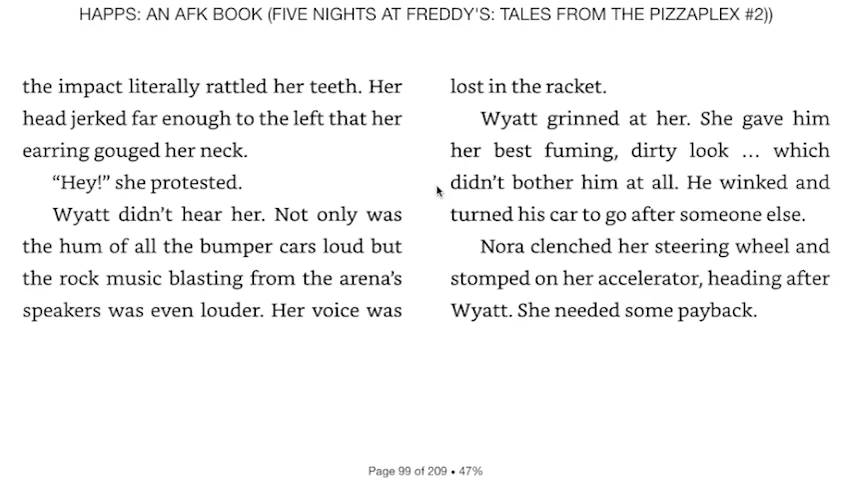 HAPPS: AN AFK BOOK (FIVE NIGHTS AT FREDDY'S: TALES FROM THE PIZZAPLEX #2))
the impact literally rattled her teeth. Her
head jerked far enough to the left that her
earring gouged her neck.
“Hey!” she protested.
Wyatt didn’t hear her. Not only was
the hum of all the bumper cars loud but
the rock music blasting from the arena’s
speakers was even louder. Her voice was
lost in the racket.
Wyatt grinned at her. She gave him
her best fuming, dirty look ... which
didn’t bother him at all. He winked and
turned his car to go after someone else.
Nora clenched her steering wheel and
stomped on her accelerator, heading after
Wyatt. She needed some payback.
Page 99 of 209 • 47%